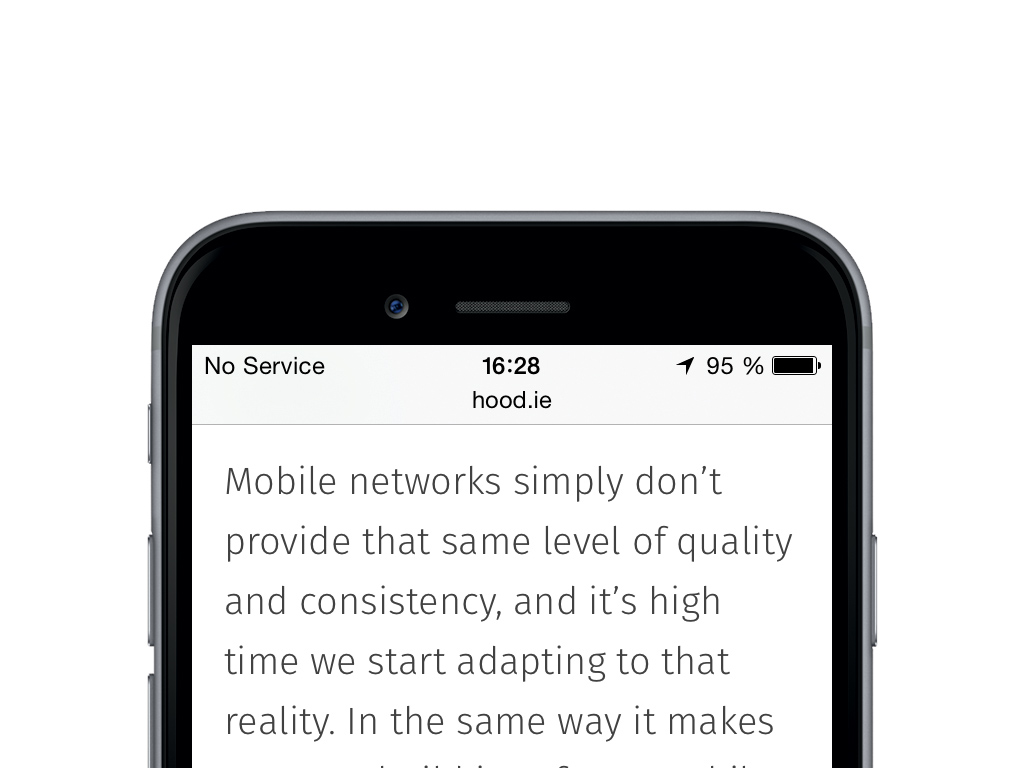 No Service 16:28 95 %
hood.ie
Mobile networks simply don’t
provide that same level of quality
and consistency, and it’s high
time we start adapting to that
reality. In the same way it makes